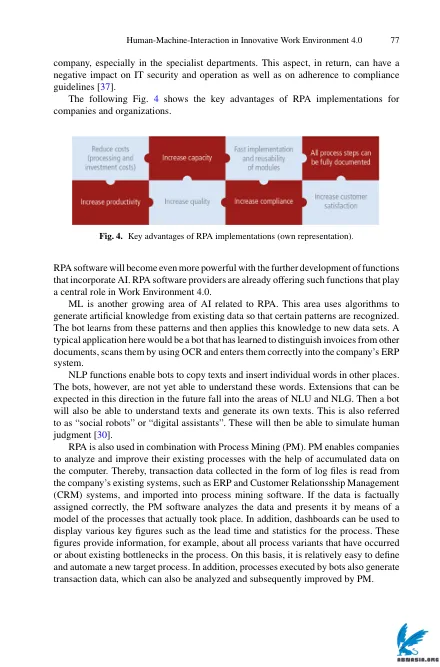 Human-Machine-Interaction in Innovative Work Environment 4.0 77
company, especially in the specialist departments. This aspect, in return, can have a
negative impact on IT security and operation as well as on adherence to compliance
guidelines [37].
The following Fig. 4 shows the key advantages of RPA implementations for
companies and organizations.
Reduce costs
(processing and
investment costs)
Increase capacity
Fast implementation
and reusability
of modules
All process steps can
be fully documented
Increase productivity
Increase quality
Increase compliance
Increase customer
satisfaction
Fig. 4. Key advantages of RPA implementations (own representation).
RPA software will become even more powerful with the further development of functions
that incorporate AI. RPA software providers are already offering such functions that play
a central role in Work Environment 4.0.
ML is another growing area of AI related to RPA. This area uses algorithms to
generate artificial knowledge from existing data so that certain patterns are recognized.
The bot learns from these patterns and then applies this knowledge to new data sets. A
typical application here would be a bot that has learned to distinguish invoices from other
documents, scans them by using OCR and enters them correctly into the company's ERP
system.
NLP functions enable bots to copy texts and insert individual words in other places.
The bots, however, are not yet able to understand these words. Extensions that can be
expected in this direction in the future fall into the areas of NLU and NLG. Then a bot
will also be able to understand texts and generate its own texts. This is also referred
to as "social robots" or "digital assistants". These will then be able to simulate human
judgment [30].
RPA is also used in combination with Process Mining (PM). PM enables companies
to analyze and improve their existing processes with the help of accumulated data on
the computer. Thereby, transaction data collected in the form of log files is read from
the company's existing systems, such as ERP and Customer Relationsship Management
(CRM) systems, and imported into process mining software. If the data is factually
assigned correctly, the PM software analyzes the data and presents it by means of a
model of the processes that actually took place. In addition, dashboards can be used to
display various key figures such as the lead time and statistics for the process. These
figures provide information, for example, about all process variants that have occurred
or about existing bottlenecks in the process. On this basis, it is relatively easy to define
and automate a new target process. In addition, processes executed by bots also generate
transaction data, which can also be analyzed and subsequently improved by PM.